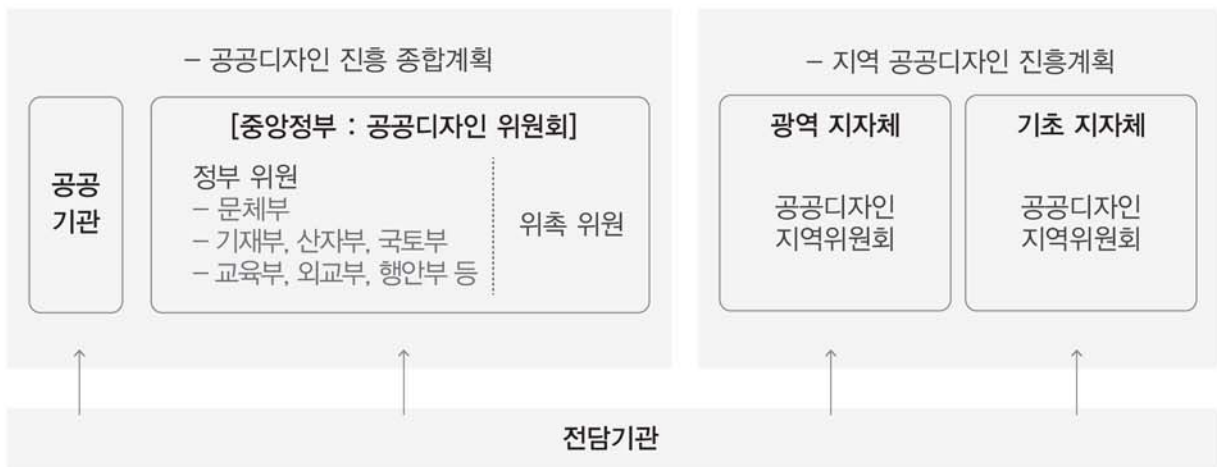 – 공공디자인 진흥 종합계획
공공
기관
[중앙정부 : 공공디자인 위원회]
정부 위원
– 문체부
– 기재부, 산자부, 국토부
– 교육부, 외교부, 행안부 등
위촉 위원
– 지역 공공디자인 진흥계획
광역 지자체
공공디자인
지역위원회
기초 지자체
공공디자인
지역위원회
전담기관